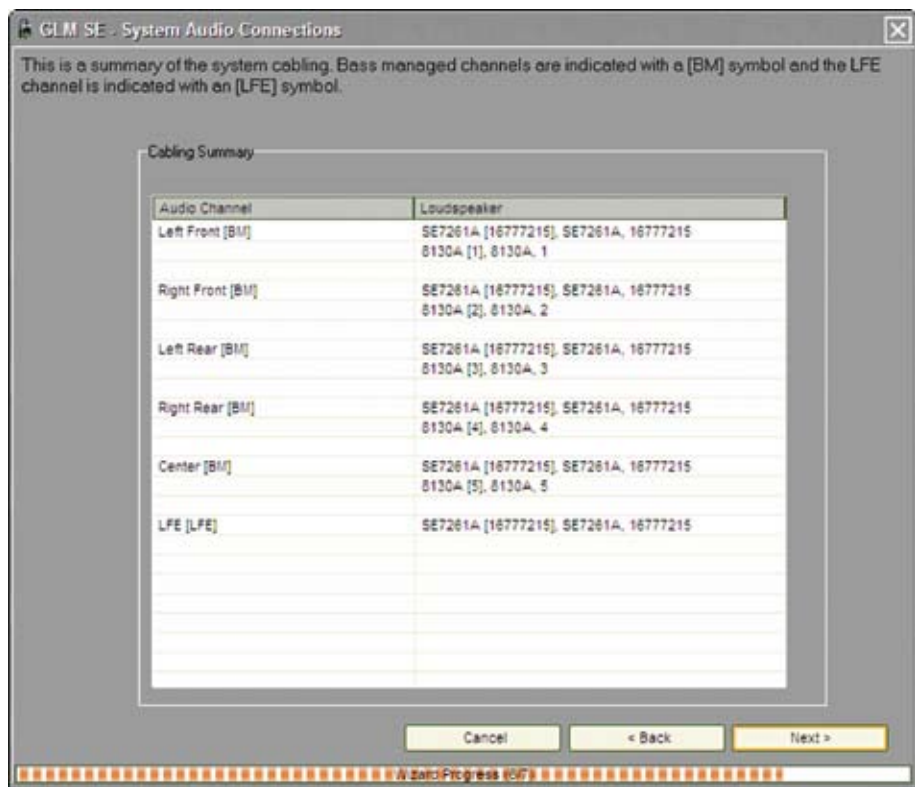 GLM SE - System Audio Connections
This is a summary of the system cabling. Bass managed channels are indicated with a [BM] symbol and the LFE
channel is indicated with an [LFE] symbol.
Cabling Summary
Audio Channel Loudspeaker
Left Front [BM] SE7261A [16777215], SE7261A, 16777215
8130A [1], 8130A, 1
Right Front [BM] SE7261A [16777215], SE7261A, 16777215
8130A [2], 8130A, 2
Left Rear [BM] SE7261A [16777215], SE7261A, 16777215
8130A [3], 8130A, 3
Right Rear [BM] SE7261A [16777215], SE7261A, 16777215
8130A [4], 8130A, 4
Center [BM] SE7261A [16777215], SE7261A, 16777215
8130A [5], 8130A, 5
LFE [LFE] SE7261A [16777215], SE7261A, 16777215
Cancel < Back Next >
Wizard Progress (6/7)